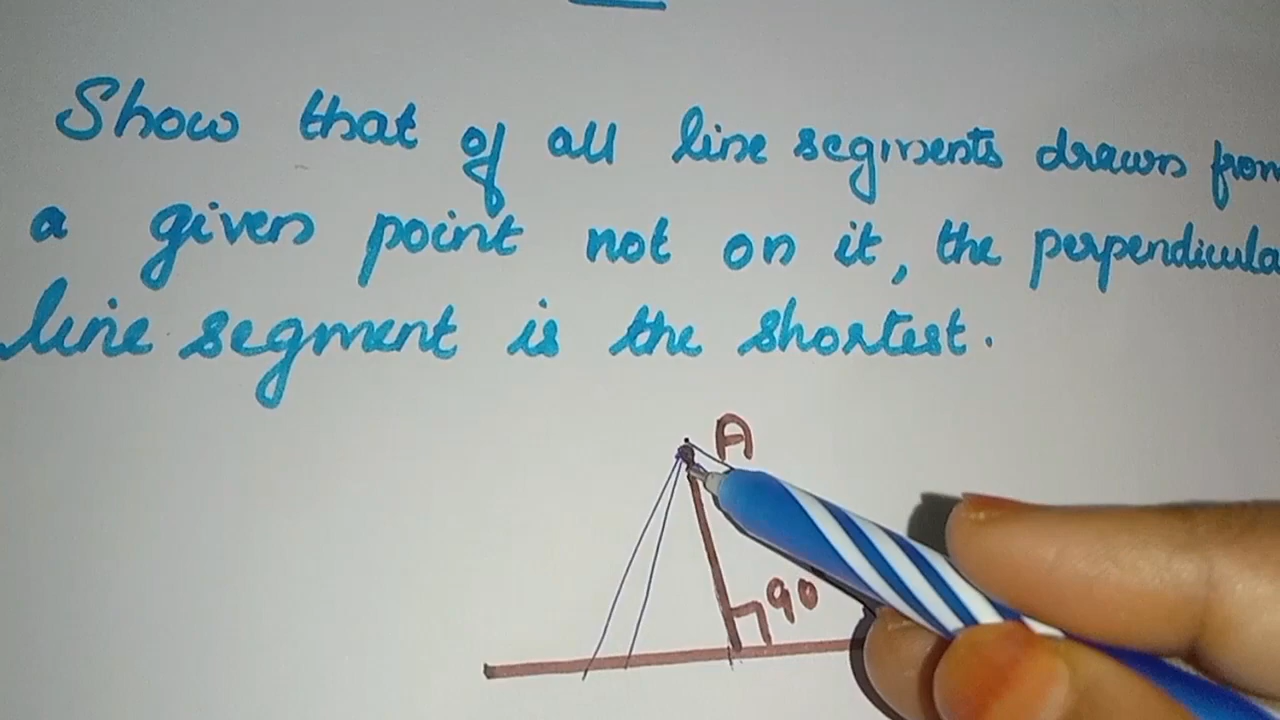 Show that of all line segments drawn from
a given point not on it, the perpendicula
line segment is the shortest.
A
90